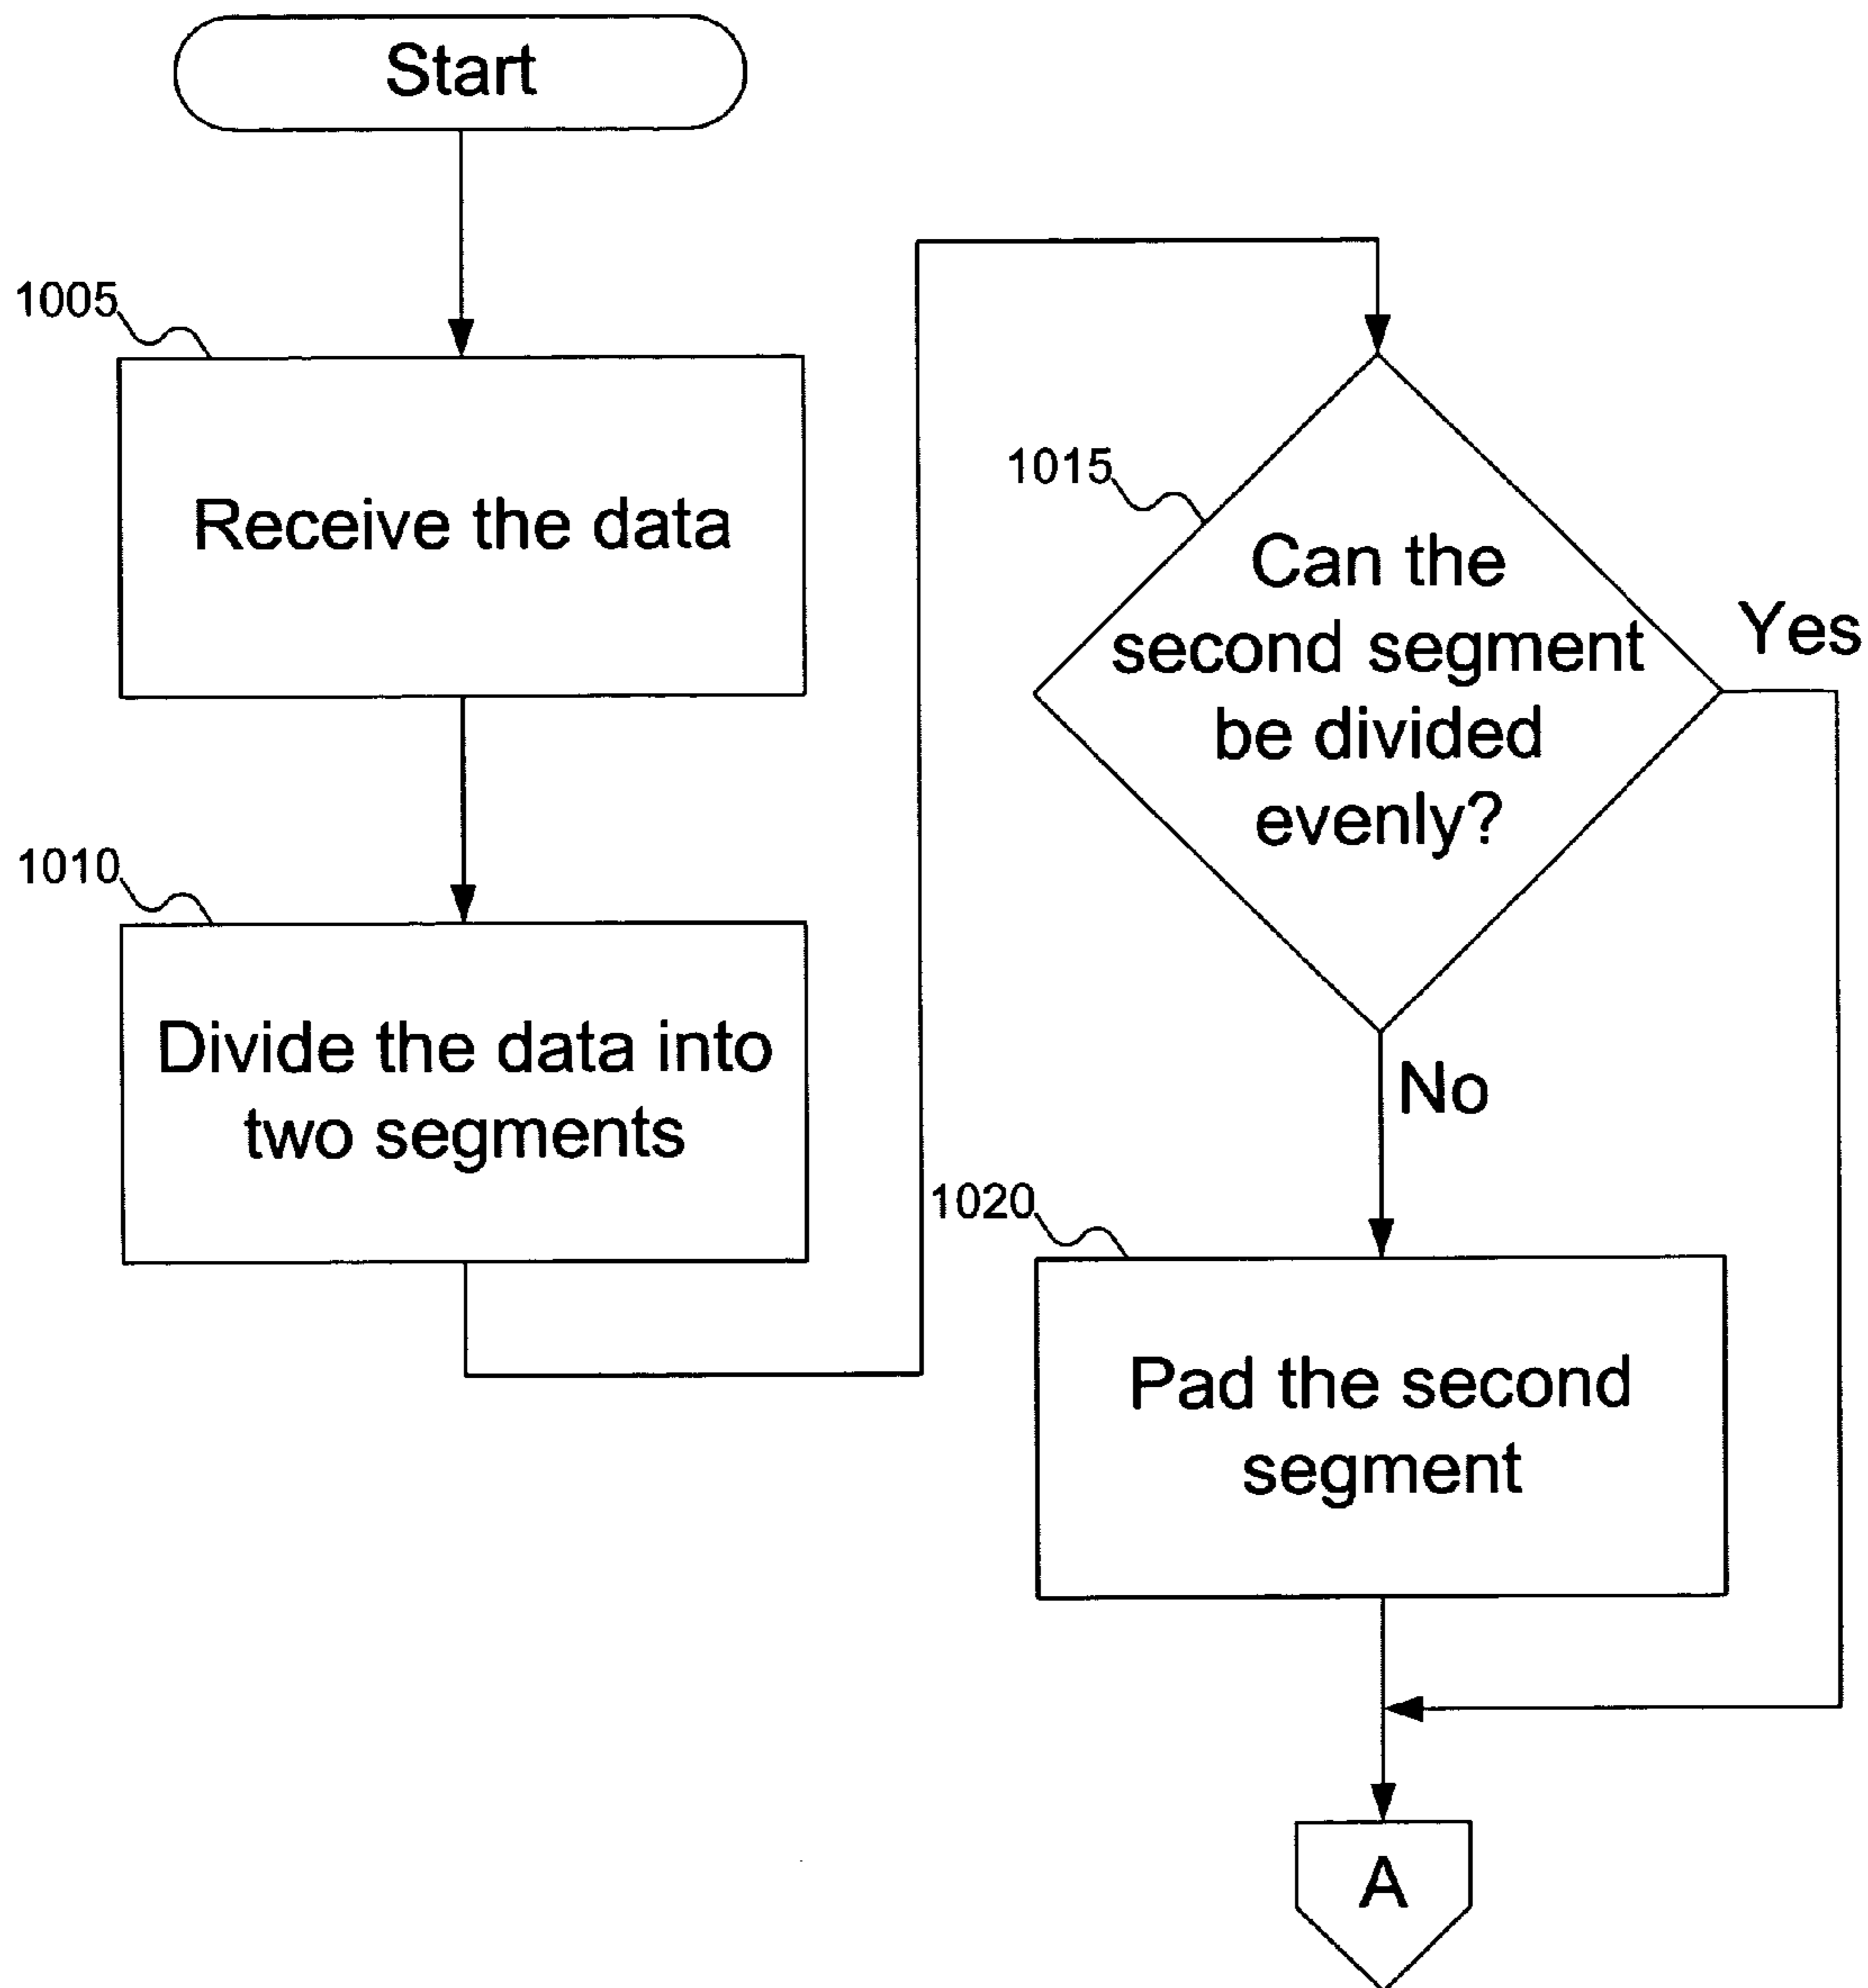 Start
1005
Receive the data
1010
Divide the data into
two segments
1015
Can the
second segment
be divided
evenly?
Yes
No
1020
Pad the second
segment
A